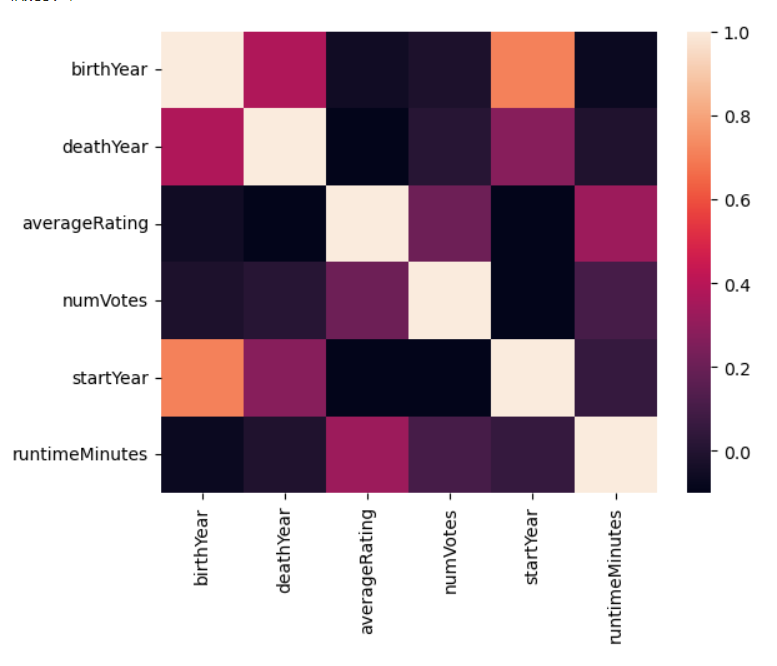 birthYear
deathYear
averageRating
numVotes
startYear
runtimeMinutes
birthYear
deathYear
averageRating
numVotes
startYear
runtimeMinutes
1.0
0.8
0.6
0.4
0.2
0.0